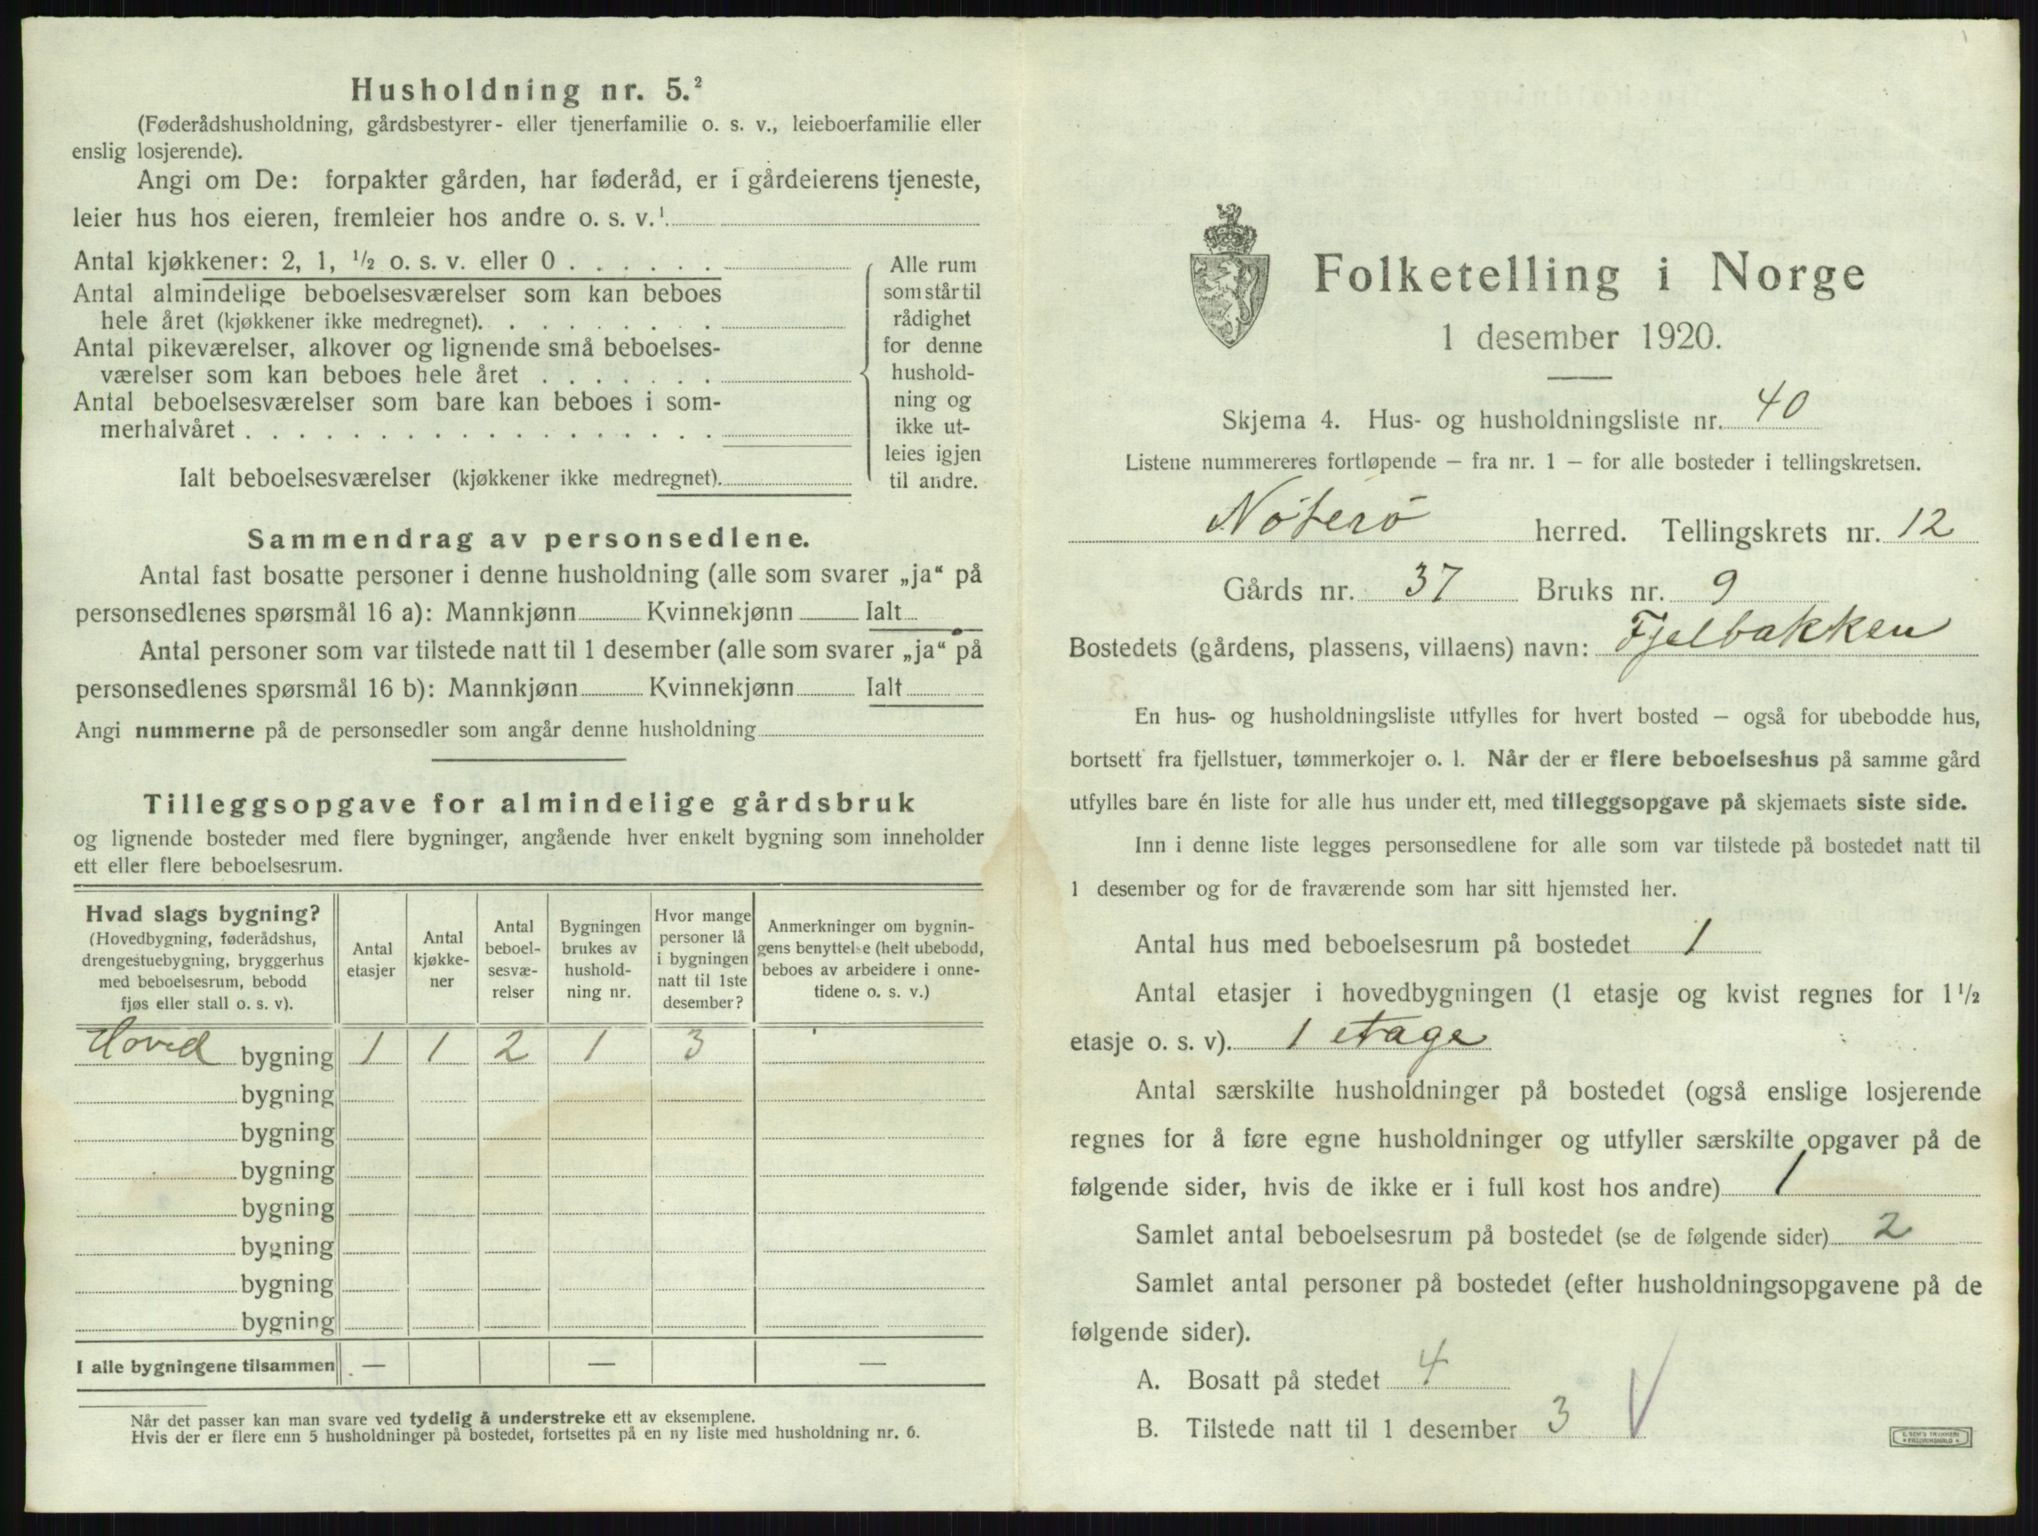 Husholdning nr. 5.²
(Føderådshusholdning, gårdsbestyrer- eller tjenerfamilie o. s. v., leieboerfamilie eller
enslig losjerende).
Angi om De: forpakter gården, har føderåd, er i gårdeierens tjeneste,
leier hus hos eieren, fremleier hos andre o. s. v.¹
Antal kjøkkener: 2, 1, ½ o. s. v. eller 0 . . . . . .
Antal almindelige beboelsesværelser som kan beboes
hele året (kjøkkener ikke medregnet). . . . . . . . .
Antal pikeværelser, alkover og lignende små beboelses-
værelser som kan beboes hele året . . . . . . .
Antal beboelsesværelser som bare kan beboes i som-
merhalvåret . . . . . . . . . . . . . . . . . .
Ialt beboelsesværelser (kjøkkener ikke medregnet).
Alle rum
som står til
rådighet
for denne
hushold-
ning og
ikke ut-
leies igjen
til andre.
Sammendrag av personsedlene.
Antal fast bosatte personer i denne husholdning (alle som svarer „ja“ på
personsedlenes spørsmål 16 a): Mannkjønn Kvinnekjønn Ialt
Antal personer som var tilstede natt til 1 desember (alle som svarer „ja“ på
personsedlenes spørsmål 16 b): Mannkjønn Kvinnekjønn Ialt
Angi nummerne på de personsedler som angår denne husholdning
Tilleggsopgave for almindelige gårdsbruk
og lignende bosteder med flere bygninger, angående hver enkelt bygning som inneholder
ett eller flere beboelsesrum.
Hvad slags bygning?
(Hovedbygning, føderådshus,
drengestuebygning, bryggerhus
med beboelsesrum, bebodd
fjøs eller stall o. s. v).
Antal
etasjer
Antal
kjøkke-
ner
Antal
beboel-
sesvæ-
relser
Bygningen
brukes av
hushold-
ning nr.
Hvor mange
personer lå
i bygningen
natt til 1ste
desember?
Anmerkninger om bygnin-
gens benyttelse (helt ubebodd,
beboes av arbeidere i onne-
tidene o. s. v.)
Hoved bygning 1 1 2 1 3
bygning
bygning
bygning
bygning
bygning
bygning
bygning
I alle bygningene tilsammen — — —
Når det passer kan man svare ved tydelig å understreke ett av eksemplene.
Hvis der er flere enn 5 husholdninger på bostedet, fortsettes på en ny liste med husholdning nr. 6.
Folketelling i Norge
1 desember 1920.
Skjema 4. Hus- og husholdningsliste nr. 40
Listene nummereres fortløpende – fra nr. 1 – for alle bosteder i tellingskretsen.
Nøterö herred. Tellingskrets nr. 12
Gårds nr. 37 Bruks nr. 9
Bostedets (gårdens, plassens, villaens) navn: Fjelbakken
En hus- og husholdningsliste utfylles for hvert bosted – også for ubebodde hus,
bortsett fra fjellstuer, tømmerkojer o. l. Når der er flere beboelseshus på samme gård
utfylles bare én liste for alle hus under ett, med tilleggsopgave på skjemaets siste side.
Inn i denne liste legges personsedlene for alle som var tilstede på bostedet natt til
1 desember og for de fraværende som har sitt hjemsted her.
Antal hus med beboelsesrum på bostedet 1
Antal etasjer i hovedbygningen (1 etasje og kvist regnes for 1½
etasje o. s. v). 1 etage
Antal særskilte husholdninger på bostedet (også enslige losjerende
regnes for å føre egne husholdninger og utfyller særskilte opgaver på de
følgende sider, hvis de ikke er i full kost hos andre) 1
Samlet antal beboelsesrum på bostedet (se de følgende sider) 2
Samlet antal personer på bostedet (efter husholdningsopgavene på de
følgende sider).
A. Bosatt på stedet 4
B. Tilstede natt til 1 desember 3